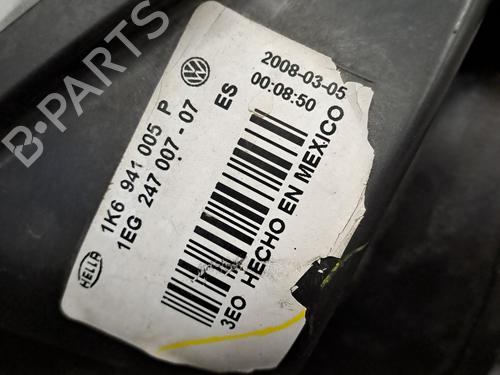 1K6 941 005 P
1EG 247 007-07
ES
2008-03-05
00:08:50
3EO HECHO EN MEXICO
HELLA
B-PARTS